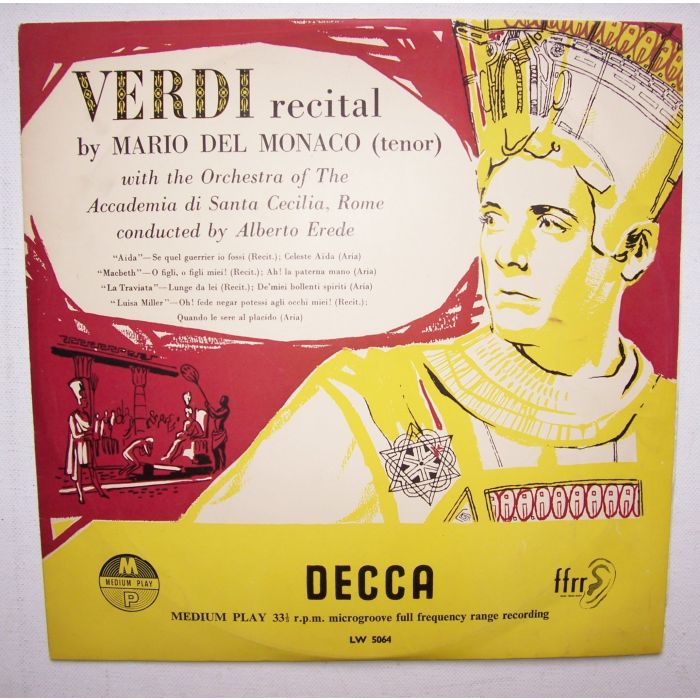 VERDI recital
by MARIO DEL MONACO (tenor)
with the Orchestra of The
Accademia di Santa Cecilia, Rome
conducted by Alberto Erede
"Aida"—Se quel guerrier io fossi (Recit.); Celeste Aida (Aria)
"Macbeth"—O figli, o figli miei! (Recit.); Ah! la paterna mano (Aria)
"La Traviata"—Lunge da lei (Recit.); De'miei bollenti spiriti (Aria)
"Luisa Miller"—Oh! fede negar potessi agli occhi miei! (Recit.);
Quando le sere al placido (Aria)
M
MEDIUM PLAY
P
DECCA
ffrr
MEDIUM PLAY 33⅓ r.p.m. microgroove full frequency range recording
LW 5064